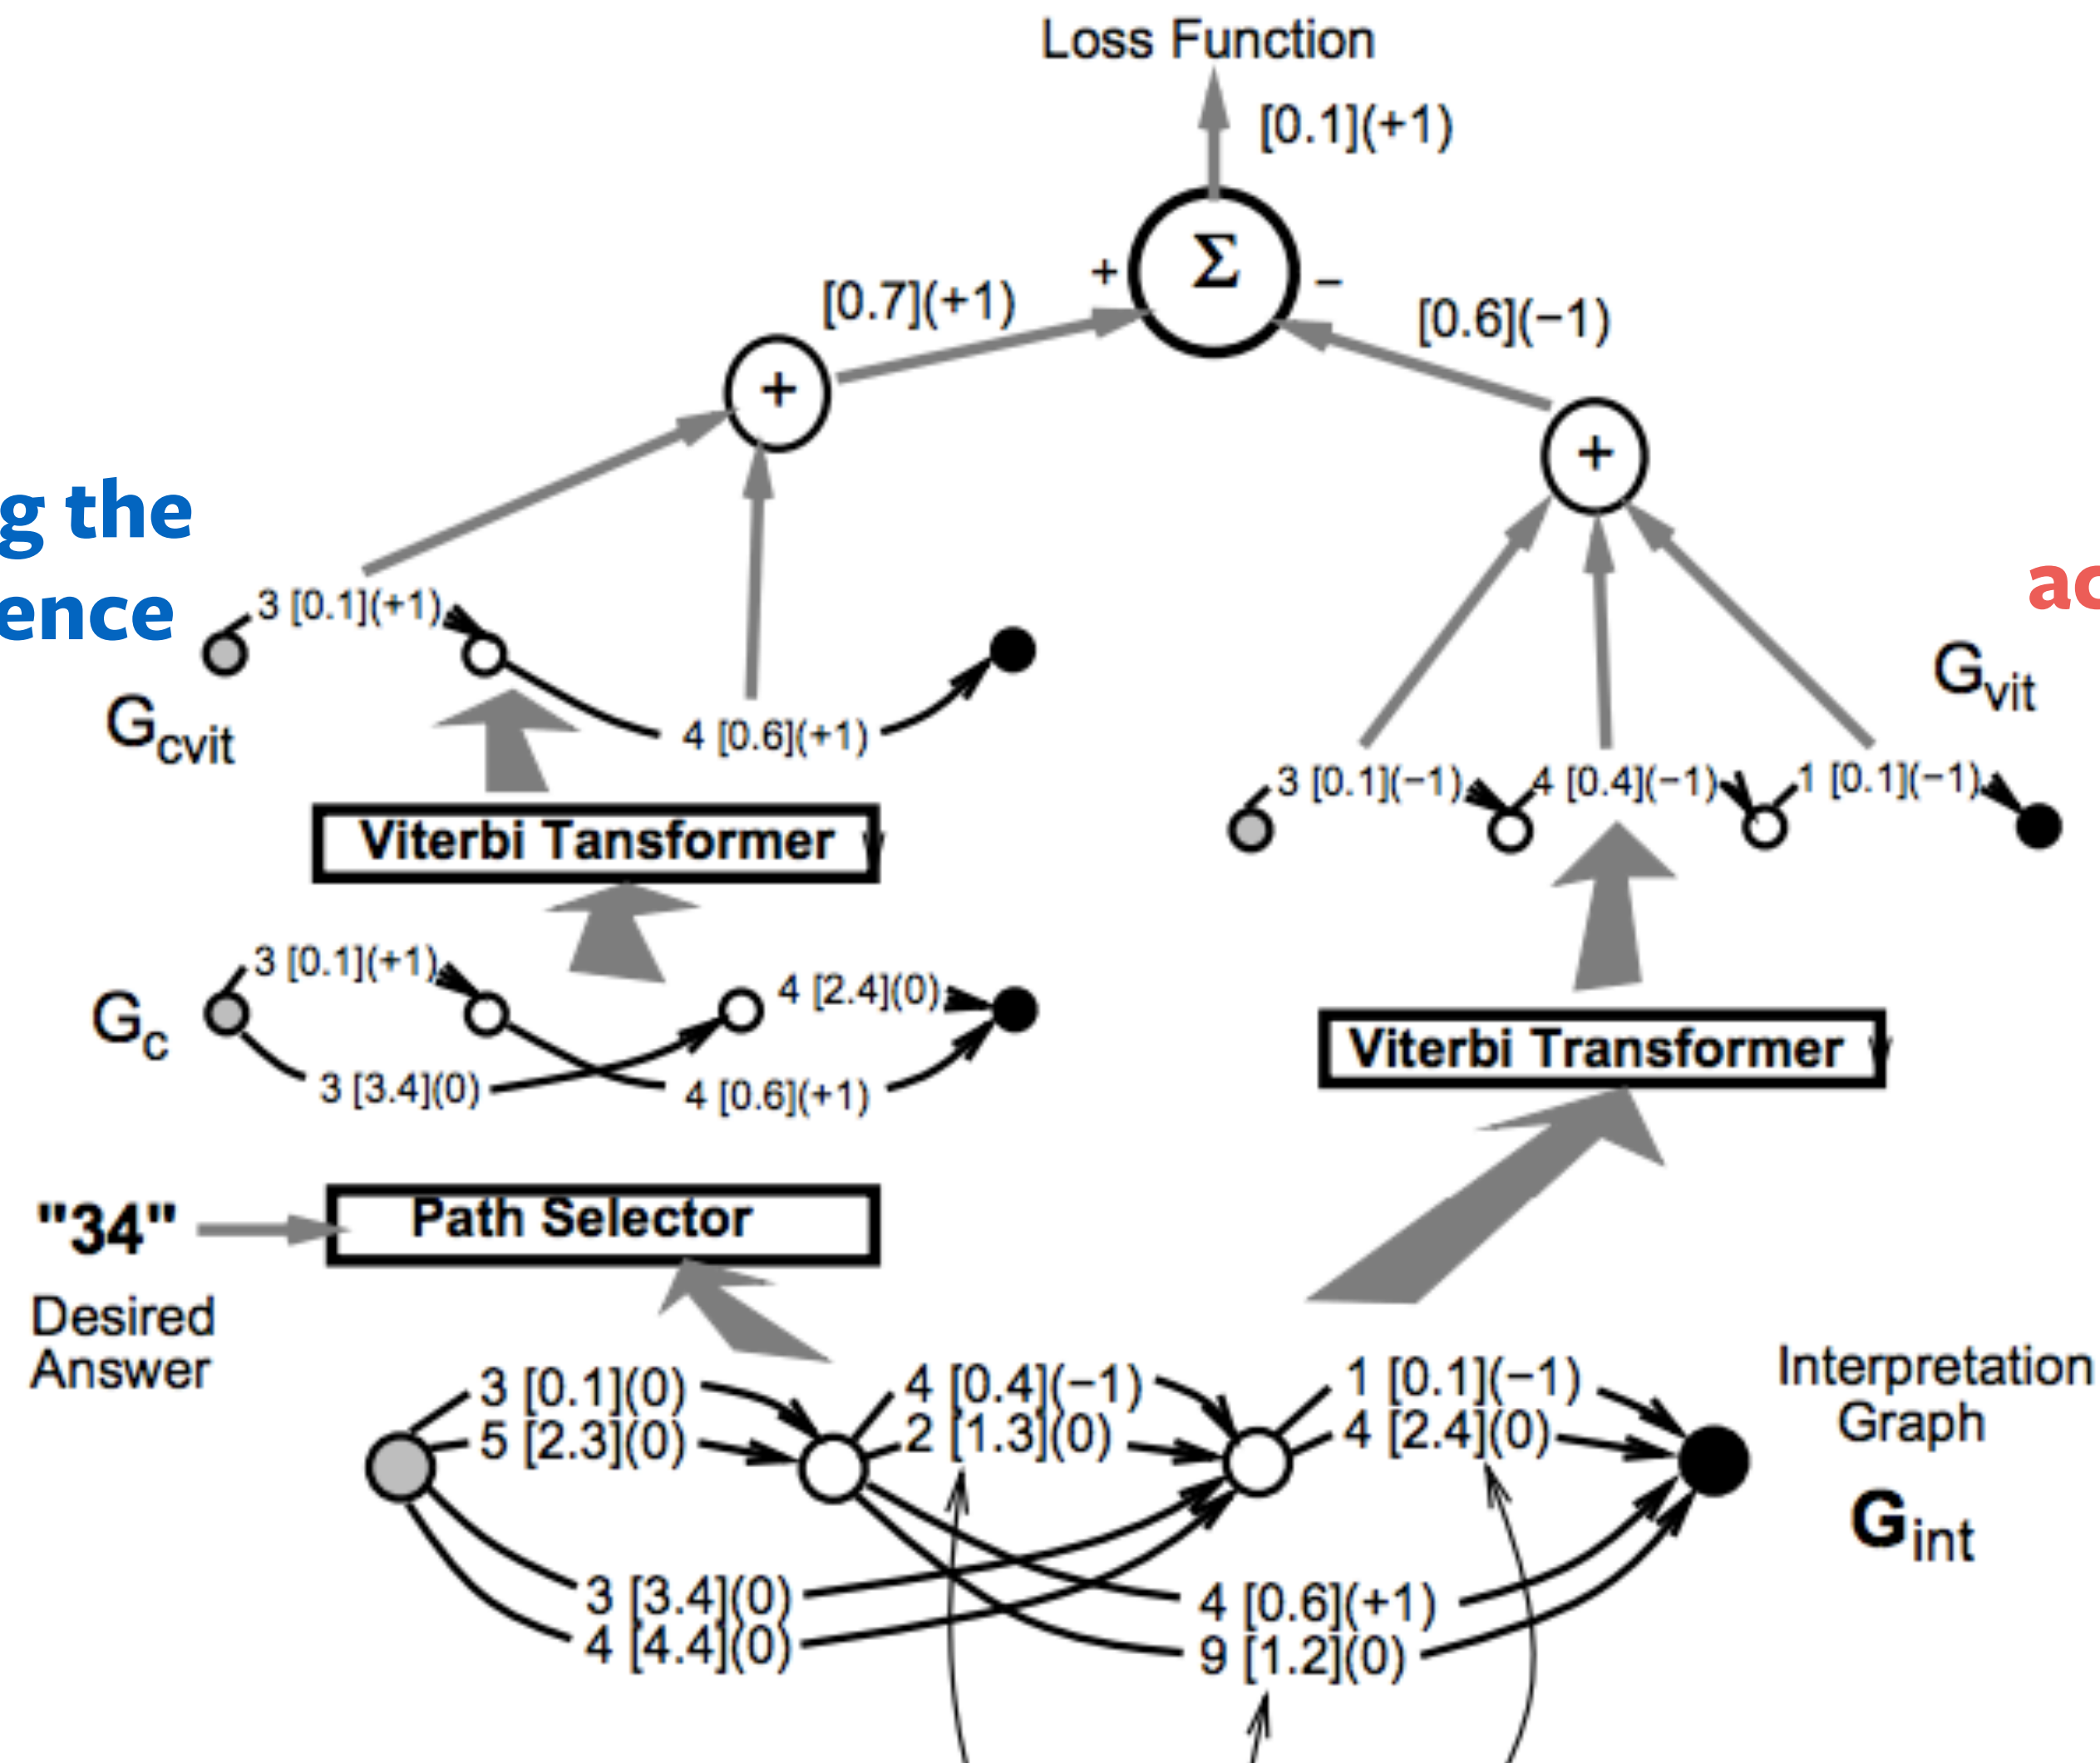 Loss Function
[0.1](+1)
Σ
+
−
[0.7](+1)
[0.6](−1)
+
+
g the
ence
ac
3 [0.1](+1)
4 [0.6](+1)
Gcvit
Gvit
3 [0.1](−1)
4 [0.4](−1)
1 [0.1](−1)
Viterbi Tansformer
3 [0.1](+1)
4 [2.4](0)
Gc
3 [3.4](0)
4 [0.6](+1)
Viterbi Transformer
"34"
Path Selector
Desired
Answer
3 [0.1](0)
5 [2.3](0)
4 [0.4](−1)
2 [1.3](0)
1 [0.1](−1)
4 [2.4](0)
3 [3.4](0)
4 [4.4](0)
4 [0.6](+1)
9 [1.2](0)
Interpretation
Graph
Gint